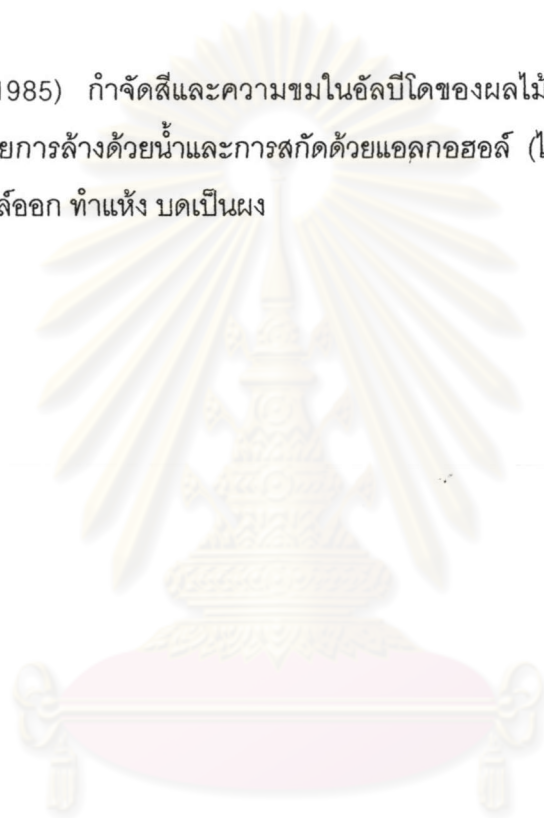 1985) กำจัดสีและความขมในอัลบีโดของผลไม้
ยการล้างด้วยน้ำและการสกัดด้วยแอลกอฮอล์ (ไ
ล์ออก ทำแห้ง บดเป็นผง